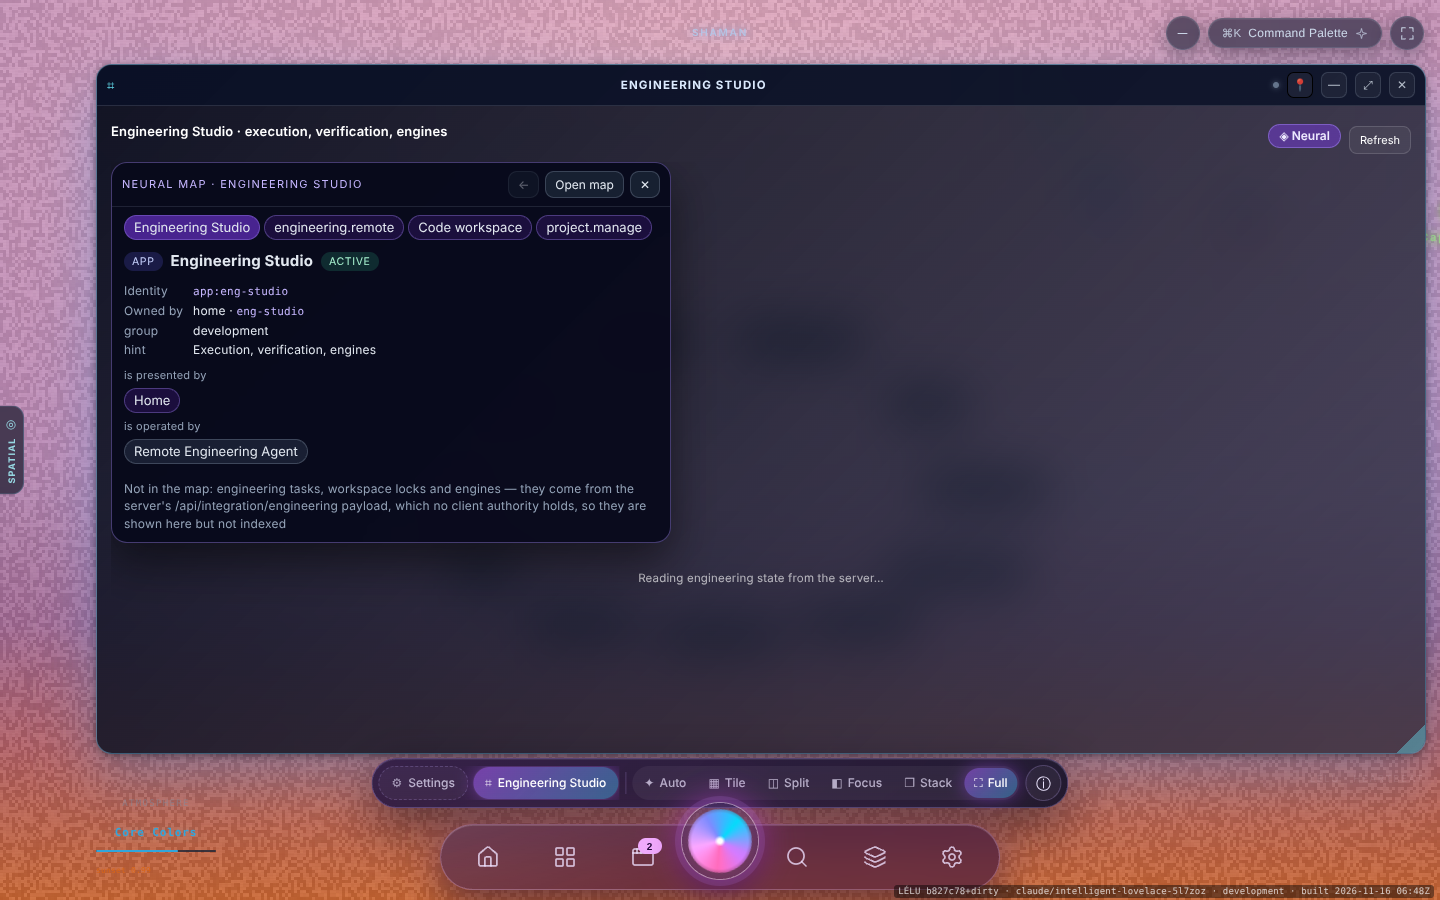 SHAMAN
⌘K Command Palette
ENGINEERING STUDIO
Engineering Studio · execution, verification, engines
◈ Neural
Refresh
NEURAL MAP · ENGINEERING STUDIO
← Open map ✕
Engineering Studio engineering.remote Code workspace project.manage
APP Engineering Studio ACTIVE
Identity app:eng-studio
Owned by home · eng-studio
group development
hint Execution, verification, engines
is presented by
Home
is operated by
Remote Engineering Agent
Not in the map: engineering tasks, workspace locks and engines — they come from the
server's /api/integration/engineering payload, which no client authority holds, so they are
shown here but not indexed
SPATIAL
Reading engineering state from the server…
Settings Engineering Studio Auto Tile Split Focus Stack Full
2
LÉLU b827c78+dirty · claude/intelligent-lovelace-5l7zoz · development · built 2026-11-16 06:48Z